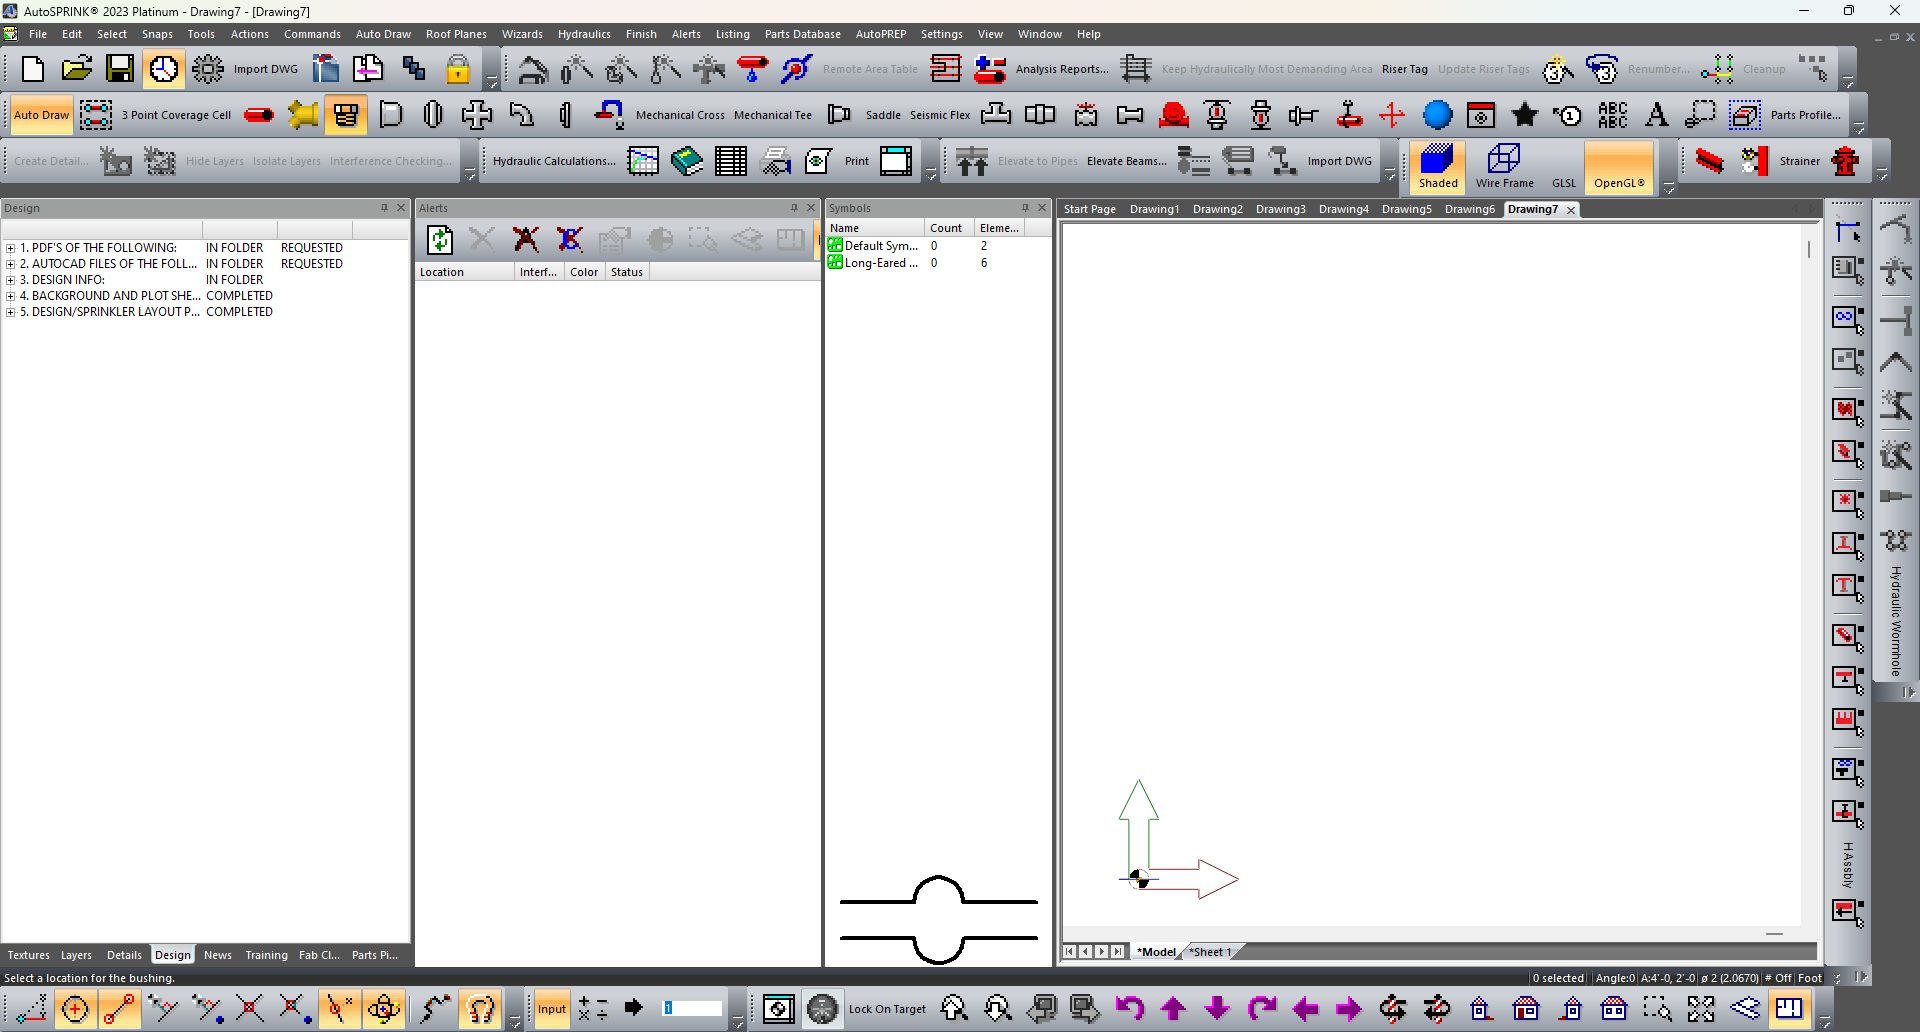 AutoSPRINK® 2023 Platinum - Drawing7 - [Drawing7]
File Edit Select Snaps Tools Actions Commands Auto Draw Roof Planes Wizards Hydraulics Finish Alerts Listing Parts Database AutoPREP Settings View Window Help
Import DWG Remote Area Table Analysis Reports... Keep Hydraulically Most Demanding Area Riser Tag Update Riser Tags Renumber... Cleanup
Auto Draw 3 Point Coverage Cell Mechanical Cross Mechanical Tee Saddle Seismic Flex ABC ABC A Parts Profile...
Create Detail... Hide Layers Isolate Layers Interference Checking... Hydraulic Calculations... Print Elevate to Pipes Elevate Beams... Import DWG Shaded Wire Frame GLSL OpenGL® Strainer
Design
1. PDF'S OF THE FOLLOWING: IN FOLDER REQUESTED
2. AUTOCAD FILES OF THE FOLL... IN FOLDER REQUESTED
3. DESIGN INFO: IN FOLDER
4. BACKGROUND AND PLOT SHE... COMPLETED
5. DESIGN/SPRINKLER LAYOUT P... COMPLETED
Textures Layers Details Design News Training Fab Cl... Parts Pi...
Alerts
Location Interf... Color Status
Symbols
Name Count Eleme...
Default Sym... 0 2
Long-Eared ... 0 6
Start Page Drawing1 Drawing2 Drawing3 Drawing4 Drawing5 Drawing6 Drawing7
*Model *Sheet 1
Hydraulic Wormhole
H Assbly
Select a location for the bushing.
0 selected Angle:0 A:4'-0, 2'-0 ø 2 (2.0670) # Off Foot
Input 1 Lock On Target